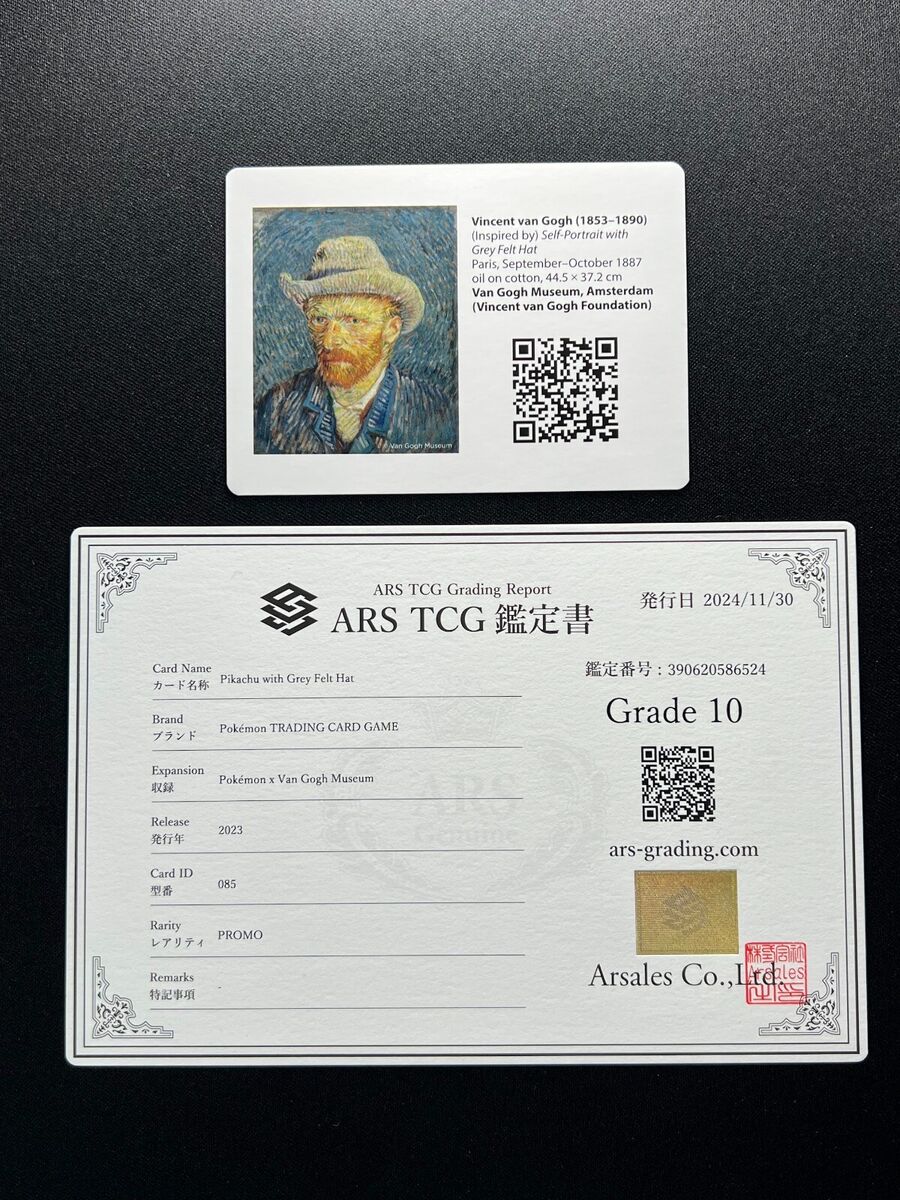 Vincent van Gogh (1853–1890)
(Inspired by) Self-Portrait with
Grey Felt Hat
Paris, September–October 1887
oil on cotton, 44.5 × 37.2 cm
Van Gogh Museum, Amsterdam
(Vincent van Gogh Foundation)
Van Gogh Museum
ARS TCG Grading Report
ARS TCG 鑑定書
発行日 2024/11/30
Card Name
カード名称 Pikachu with Grey Felt Hat
Brand
ブランド Pokémon TRADING CARD GAME
Expansion
収録 Pokémon x Van Gogh Museum
Release
発行年 2023
Card ID
型番 085
Rarity
レアリティ PROMO
Remarks
特記事項 -
鑑定番号 : 390620586524
Grade 10
ars-grading.com
Arsales Co.,Ltd.
株式会社
Arsales
ARS